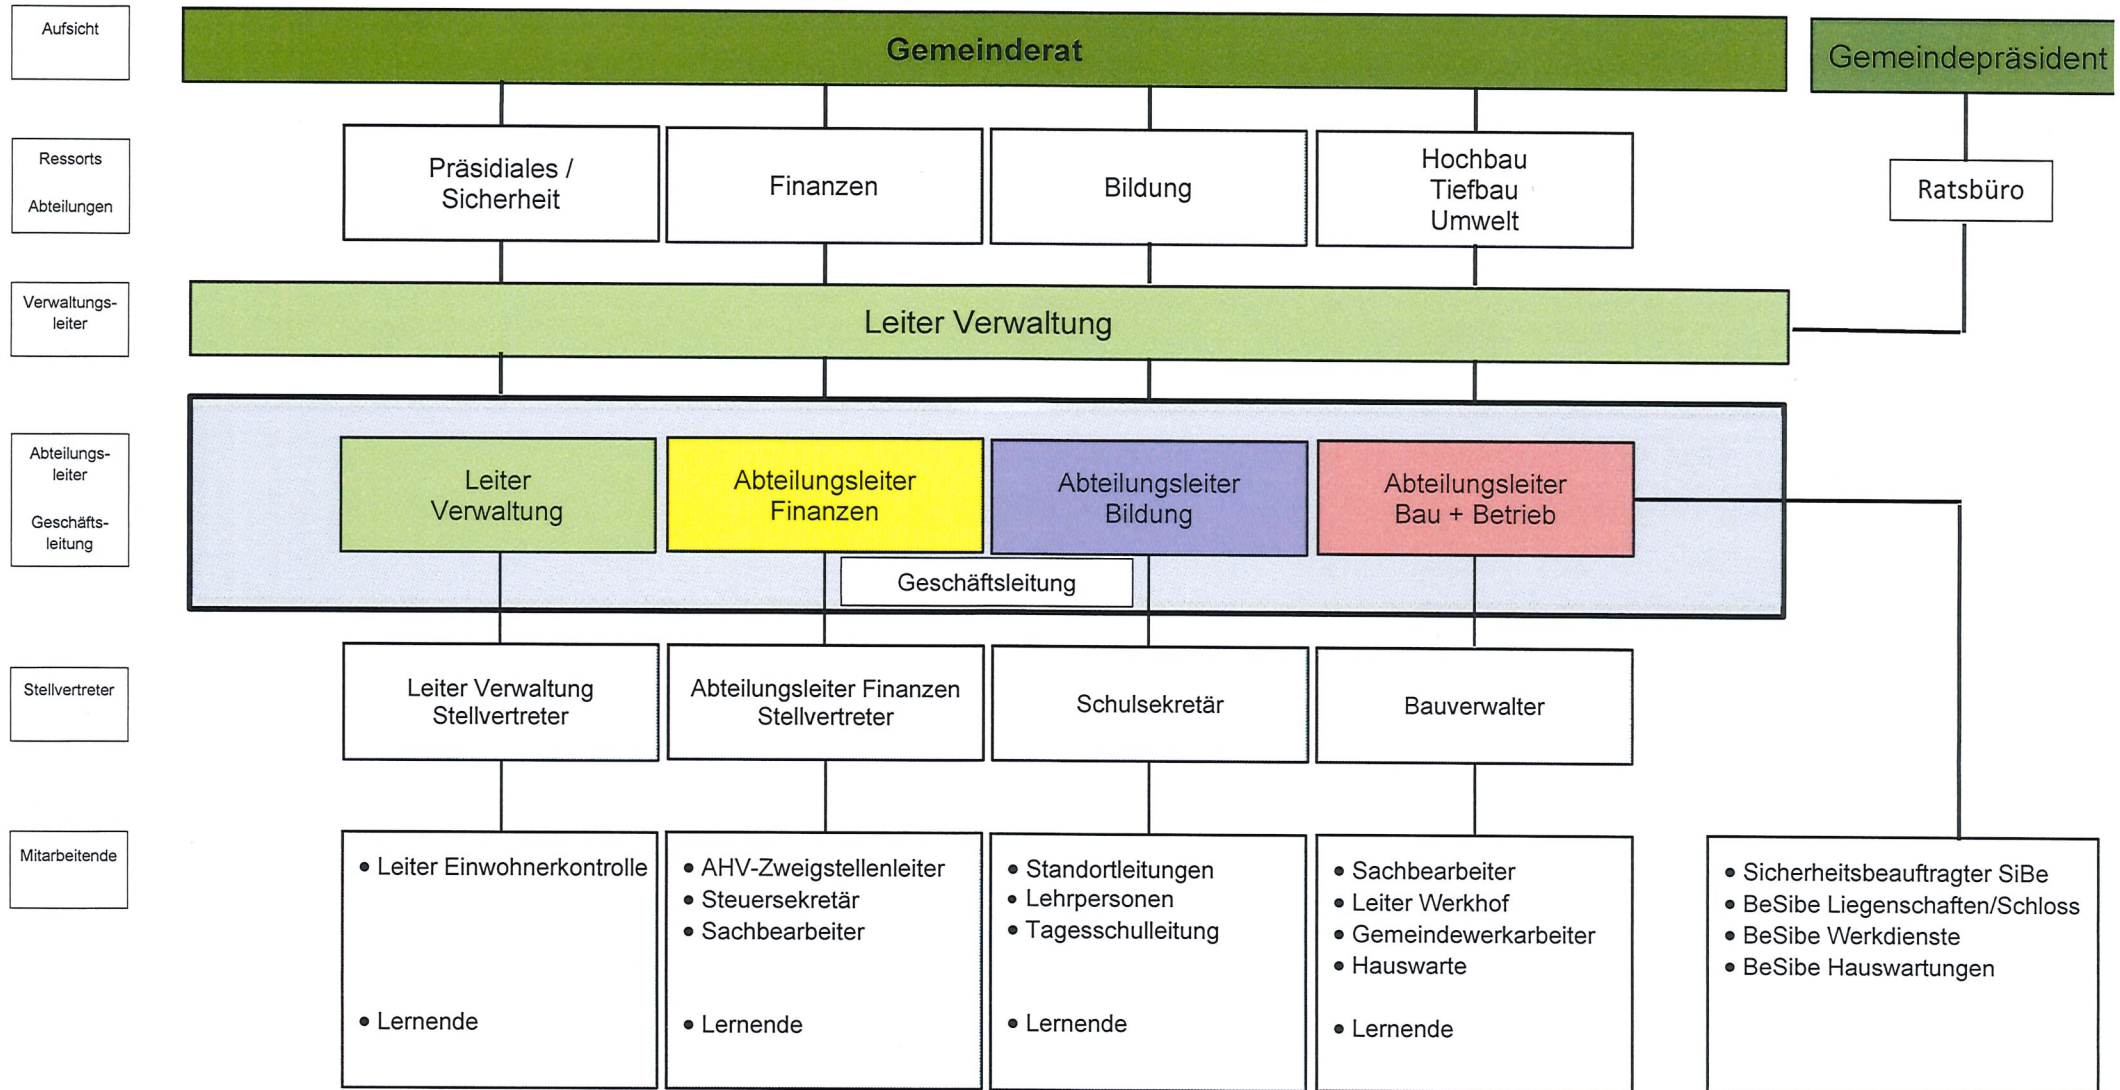 Aufsicht
Gemeinderat
Gemeindepräsident
Ressorts
Abteilungen
Präsidiales /
Sicherheit
Finanzen
Bildung
Hochbau
Tiefbau
Umwelt
Ratsbüro
Verwaltungs-
leiter
Leiter Verwaltung
Abteilungs-
leiter
Geschäfts-
leitung
Leiter
Verwaltung
Abteilungsleiter
Finanzen
Abteilungsleiter
Bildung
Abteilungsleiter
Bau + Betrieb
Geschäftsleitung
Stellvertreter
Leiter Verwaltung
Stellvertreter
Abteilungsleiter Finanzen
Stellvertreter
Schulsekretär
Bauverwalter
Mitarbeitende
• Leiter Einwohnerkontrolle
• Lernende
• AHV-Zweigstellenleiter
• Steuersekretär
• Sachbearbeiter
• Lernende
• Standortleitungen
• Lehrpersonen
• Tagesschulleitung
• Lernende
• Sachbearbeiter
• Leiter Werkhof
• Gemeindewerkarbeiter
• Hauswarte
• Lernende
• Sicherheitsbeauftragter SiBe
• BeSibe Liegenschaften/Schloss
• BeSibe Werkdienste
• BeSibe Hauswartungen